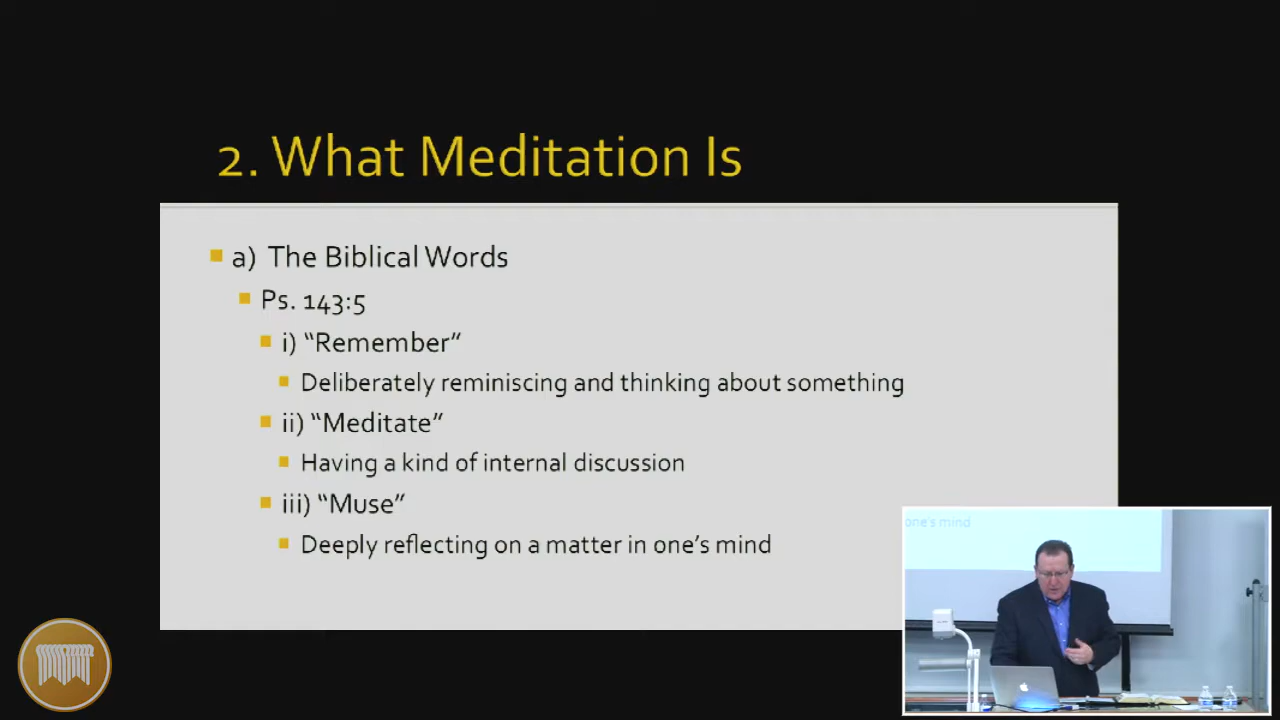 2. What Meditation Is
a) The Biblical Words
Ps. 143:5
i) “Remember”
Deliberately reminiscing and thinking about something
ii) “Meditate”
Having a kind of internal discussion
iii) “Muse”
Deeply reflecting on a matter in one’s mind
one's mind